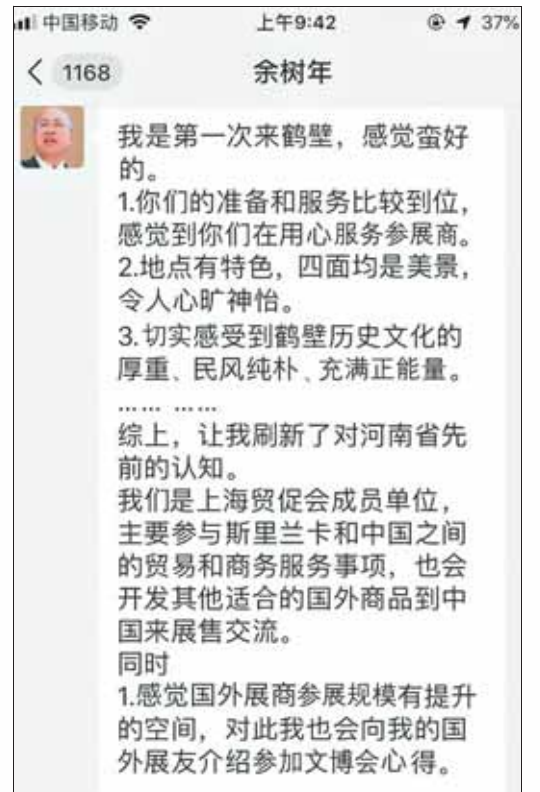 中国移动 上午9:42 37%
1168 余树年
我是第一次来鹤壁，感觉蛮好
的。
1.你们的准备和服务比较到位，
感觉到你们在用心服务参展商。
2.地点有特色，四面均是美景，
令人心旷神怡。
3.切实感受到鹤壁历史文化的
厚重、民风纯朴、充满正能量。
…… ……
综上，让我刷新了对河南省先
前的认知。
我们是上海贸促会成员单位，
主要参与斯里兰卡和中国之间
的贸易和商务服务事项，也会
开发其他适合的国外商品到中
国来展售交流。
同时
1.感觉国外展商参展规模有提升
的空间，对此我也会向我的国
外展友介绍参加文博会心得。